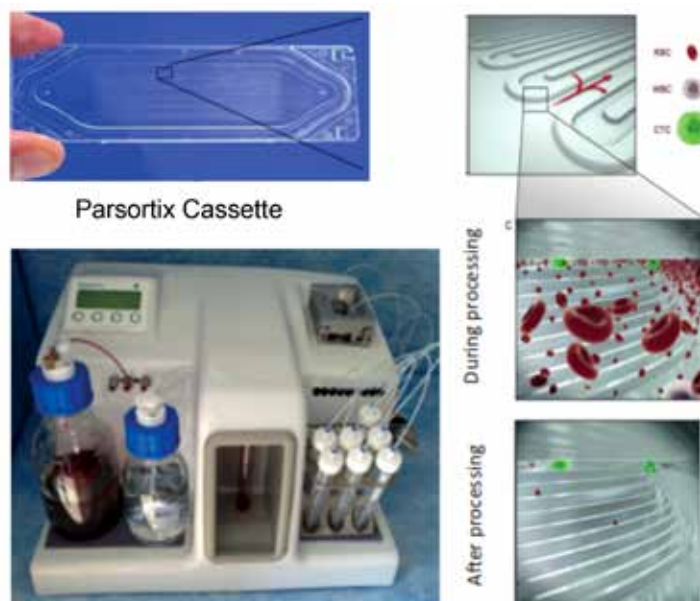 RBC
WBC
CTC
Parsortix Cassette
C
During processing
After processing